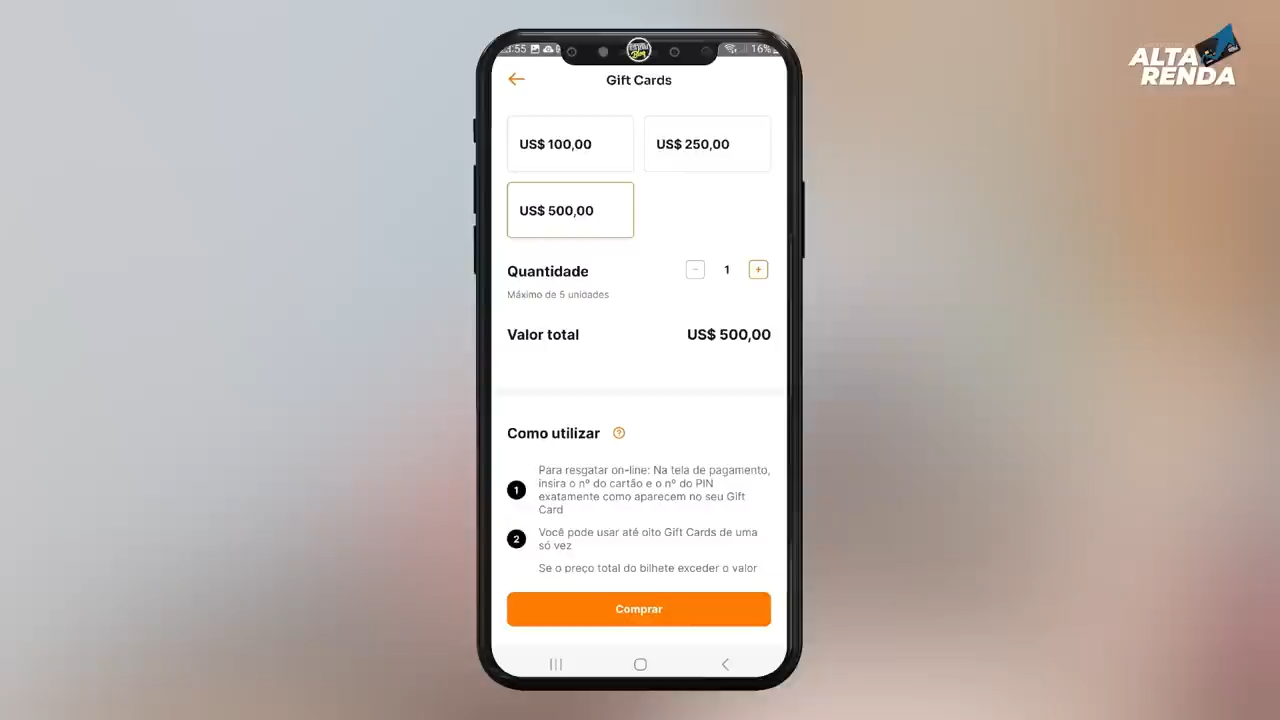 ALTA
RENDA
:55
16%
Blog
Gift Cards
US$ 100,00
US$ 250,00
US$ 500,00
Quantidade
- 1 +
Máximo de 5 unidades
Valor total
US$ 500,00
Como utilizar ?
1
Para resgatar on-line: Na tela de pagamento,
insira o nº do cartão e o nº do PIN
exatamente como aparecem no seu Gift
Card
2
Você pode usar até oito Gift Cards de uma
só vez
Se o preço total do bilhete exceder o valor
Comprar